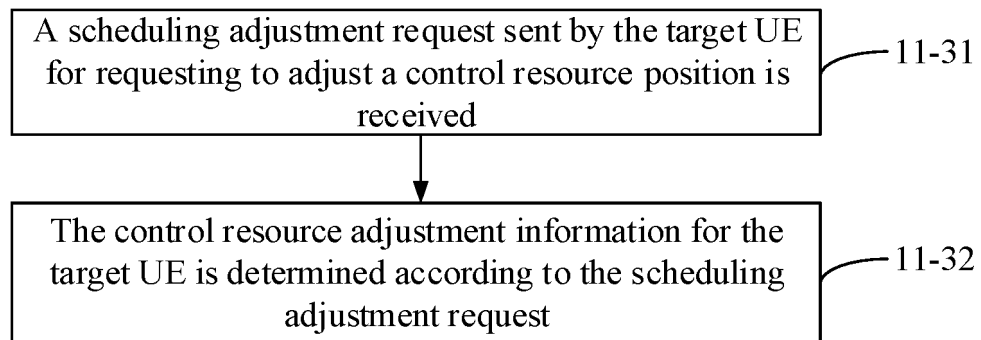 A scheduling adjustment request sent by the target UE
for requesting to adjust a control resource position is
received
11-31
The control resource adjustment information for the
target UE is determined according to the scheduling
adjustment request
11-32